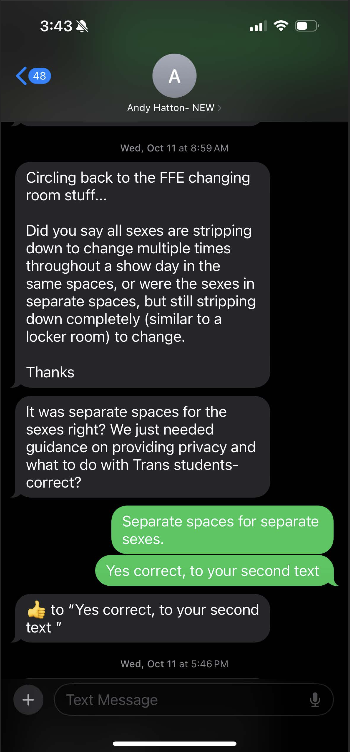 3:43
48
A
Andy Hatton- NEW
Wed, Oct 11 at 8:59 AM
Circling back to the FFE changing
room stuff...
Did you say all sexes are stripping
down to change multiple times
throughout a show day in the
same spaces, or were the sexes in
separate spaces, but still stripping
down completely (similar to a
locker room) to change.
Thanks
It was separate spaces for the
sexes right? We just needed
guidance on providing privacy and
what to do with Trans students-
correct?
Separate spaces for separate
sexes.
Yes correct, to your second text
👍 to “Yes correct, to your second
text ”
Wed, Oct 11 at 5:46 PM
Text Message